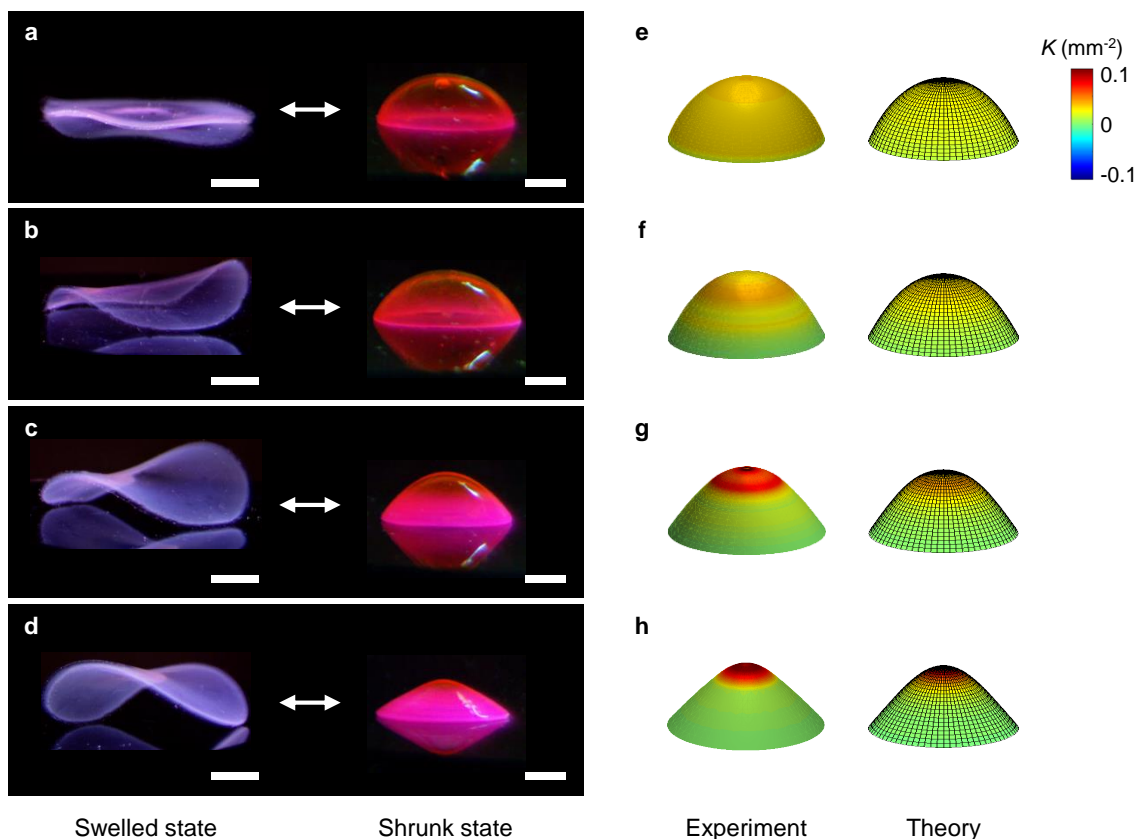 a
e
K (mm-2)
0.1
0
-0.1
b
f
c
g
d
h
Swelled state
Shrunk state
Experiment
Theory